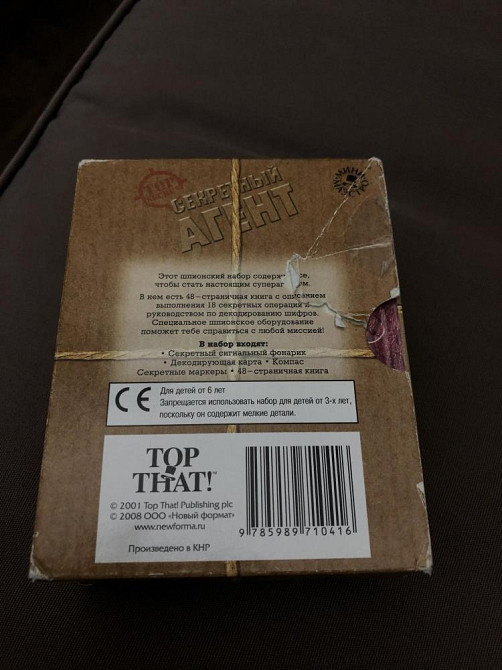 TOP
СЕКРЕТНЫЙ
АГЕНТ
Этот шпионский набор содержит все,
чтобы стать настоящим суперагентом.
В нем есть 48-страничная книга с описанием
выполнения 18 секретных операций и
руководством по декодированию шифров.
Специальное шпионское оборудование
поможет тебе справиться с любой миссией!
В набор входят:
• Секретный сигнальный фонарик
• Декодирующая карта • Компас
Секретные маркеры • 48-страничная книга
CE
Для детей от 6 лет
Запрещается использовать набор для детей от 3-х лет,
поскольку он содержит мелкие детали.
TOP
THAT!™
© 2001 Top That! Publishing plc
© 2008 ООО «Новый формат»
www.newforma.ru
Произведено в КНР
9 785989 710416